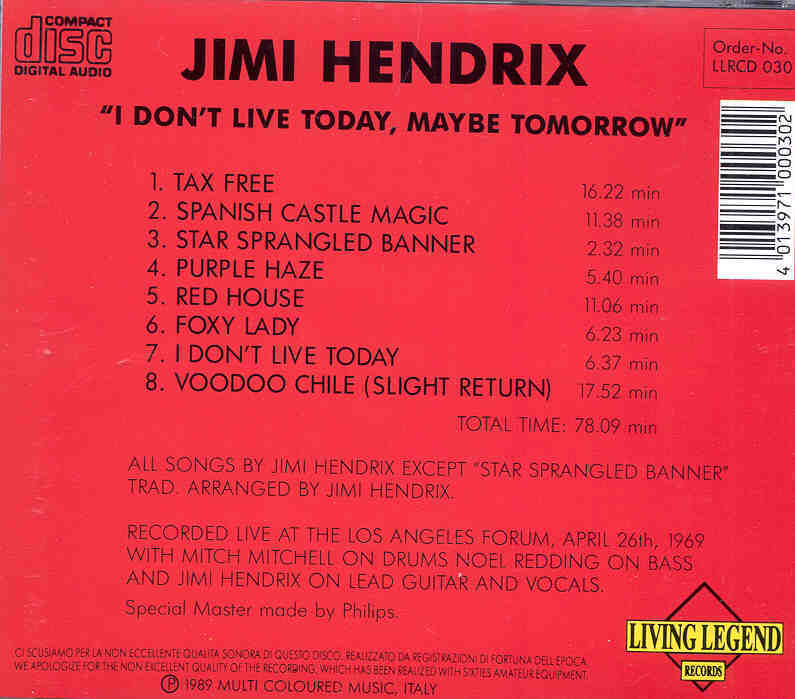 COMPACT
disc
DIGITAL AUDIO
JIMI HENDRIX
Order-No.
LLRCD 030
"I DON'T LIVE TODAY, MAYBE TOMORROW"
1. TAX FREE 16.22 min
2. SPANISH CASTLE MAGIC 11.38 min
3. STAR SPRANGLED BANNER 2.32 min
4. PURPLE HAZE 5.40 min
5. RED HOUSE 11.06 min
6. FOXY LADY 6.23 min
7. I DON'T LIVE TODAY 6.37 min
8. VOODOO CHILE (SLIGHT RETURN) 17.52 min
TOTAL TIME: 78.09 min
4 013971 000302
ALL SONGS BY JIMI HENDRIX EXCEPT "STAR SPRANGLED BANNER"
TRAD. ARRANGED BY JIMI HENDRIX.
RECORDED LIVE AT THE LOS ANGELES FORUM, APRIL 26th, 1969
WITH MITCH MITCHELL ON DRUMS NOEL REDDING ON BASS
AND JIMI HENDRIX ON LEAD GUITAR AND VOCALS.
Special Master made by Philips.
LIVING LEGEND
RECORDS
CI SCUSIAMO PER LA NON ECCELLENTE QUALITA SONORA DI QUESTO DISCO. REALIZZATO DA REGISTRAZIONI DI FORTUNA DELL'EPOCA.
WE APOLOGIZE FOR THE NON EXCELLENT QUALITY OF THE RECORDING, WHICH HAS BEEN REALIZED WITH SIXTIES AMATEUR EQUIPMENT.
Ⓟ 1989 MULTI COLOURED MUSIC, ITALY